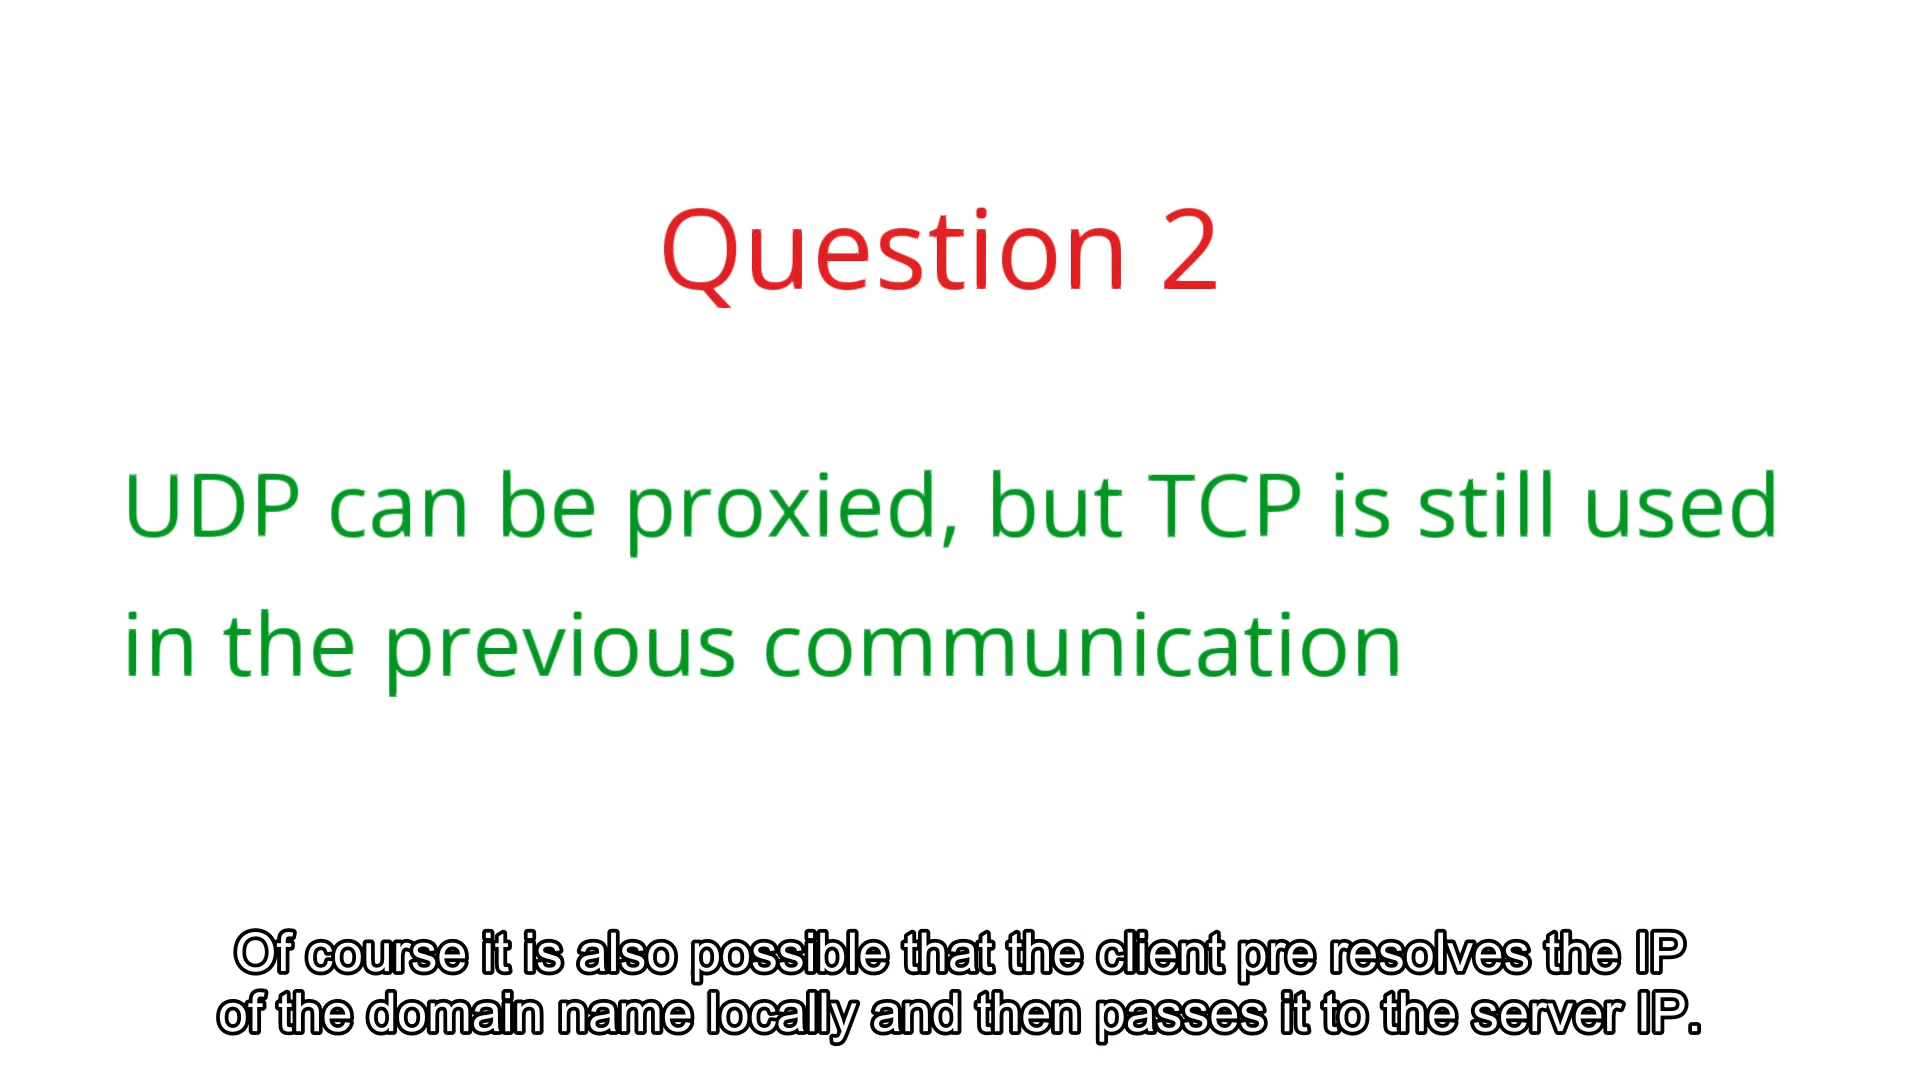 Question 2
UDP can be proxied, but TCP is still used
in the previous communication
Of course it is also possible that the client pre resolves the IP
of the domain name locally and then passes it to the server IP.